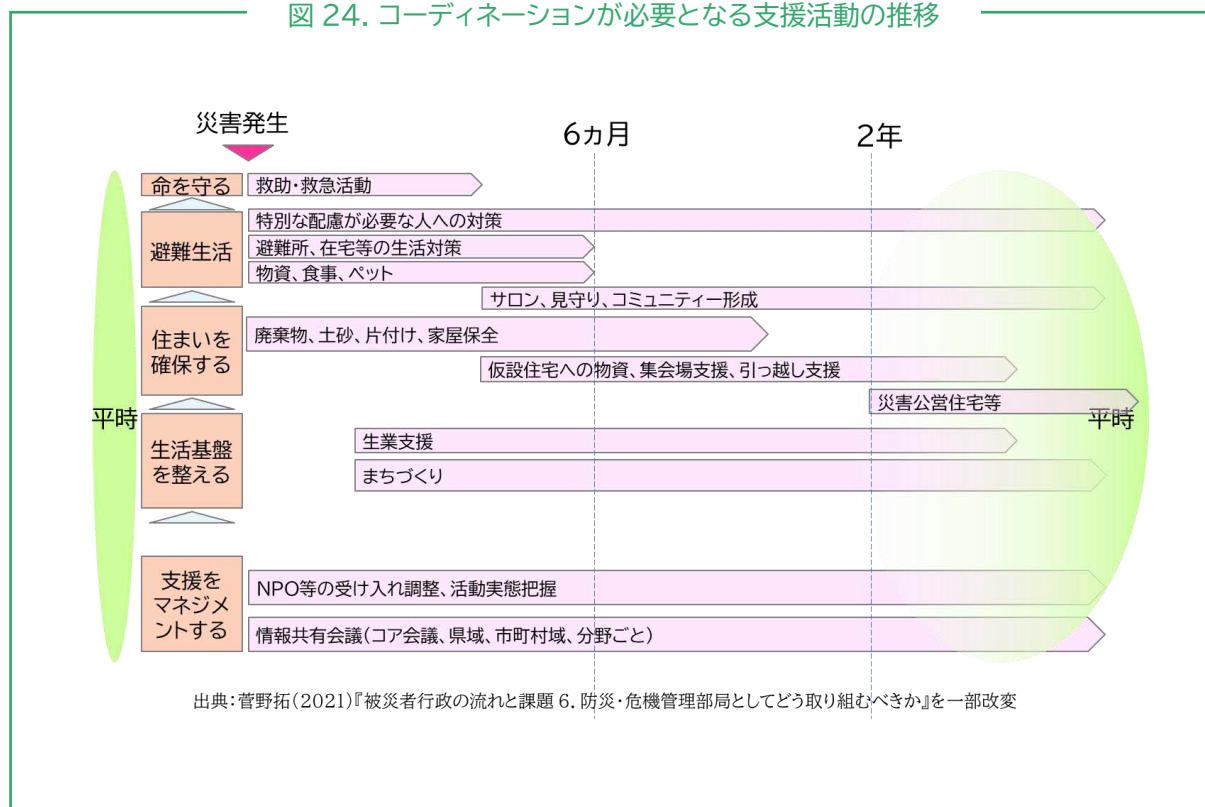 図 24. コーディネーションが必要となる支援活動の推移
災害発生
6ヵ月
2年
命を守る
救助・救急活動
避難生活
特別な配慮が必要な人への対策
避難所、在宅等の生活対策
物資、食事、ペット
サロン、見守り、コミュニティー形成
住まいを
確保する
廃棄物、土砂、片付け、家屋保全
仮設住宅への物資、集会場支援、引っ越し支援
災害公営住宅等
平時
平時
生活基盤
を整える
生業支援
まちづくり
支援を
マネジメ
ントする
NPO等の受け入れ調整、活動実態把握
情報共有会議(コア会議、県域、市町村域、分野ごと)
出典:菅野拓(2021)『被災者行政の流れと課題 6. 防災・危機管理部局としてどう取り組むべきか』を一部改変